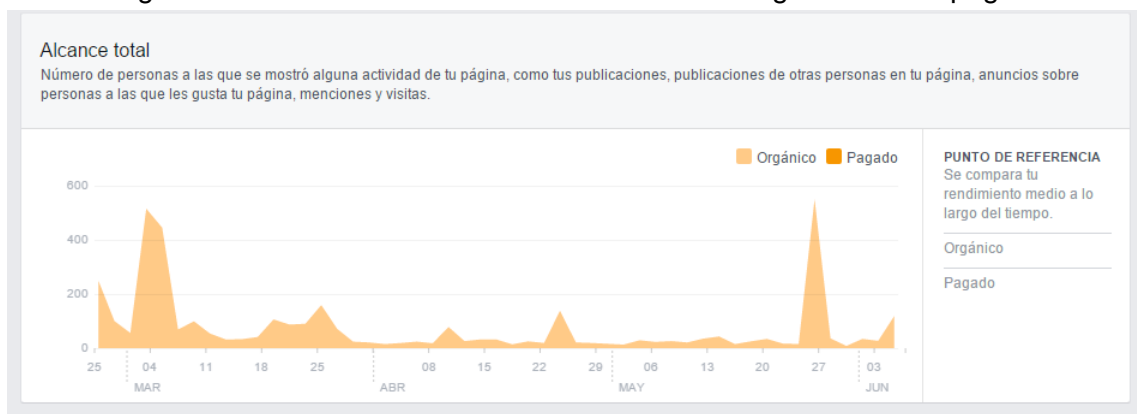 Alcance total
Número de personas a las que se mostró alguna actividad de tu página, como tus publicaciones, publicaciones de otras personas en tu página, anuncios sobre
personas a las que les gusta tu página, menciones y visitas.
Orgánico Pagado
600
400
200
0
25 04 11 18 25 08 15 22 29 06 13 20 27 03
MAR ABR MAY JUN
PUNTO DE REFERENCIA
Se compara tu
rendimiento medio a lo
largo del tiempo.
Orgánico
Pagado